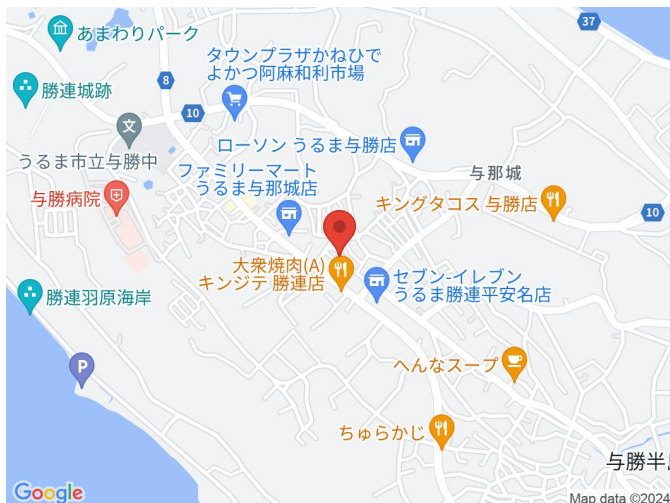 37
あまわりパーク
タウンプラザかねひで
よかつ阿麻和利市場
8
勝連城跡
10
文
ローソン うるま与勝店
うるま市立与勝中
ファミリーマート
うるま与那城店
与那城
与勝病院
キングタコス 与勝店
10
大衆焼肉(A)
キンジテ 勝連店
セブン-イレブン
うるま勝連平安名店
勝連羽原海岸
P
へんなスープ
ちゅらかじ
与勝半
Google
Map data ©2024